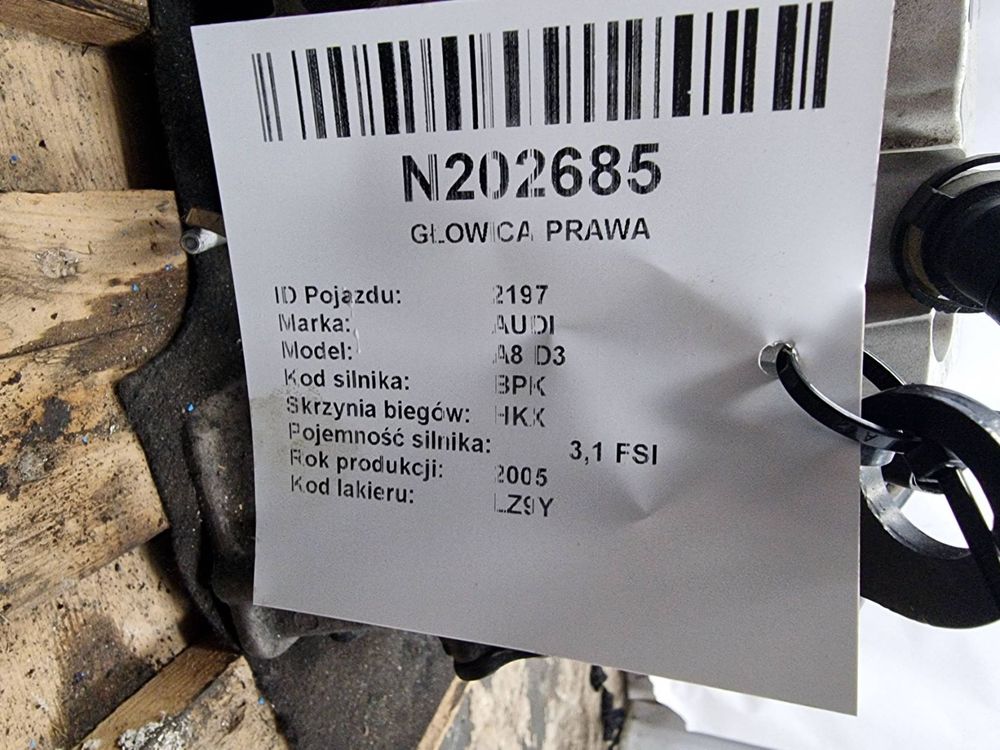 N202685
GŁOWICA PRAWA
ID Pojazdu: 2197
Marka: AUDI
Model: A8 D3
Kod silnika: BPK
Skrzynia biegów: HKX
Pojemność silnika: 3,1 FSI
Rok produkcji: 2005
Kod lakieru: LZ9Y